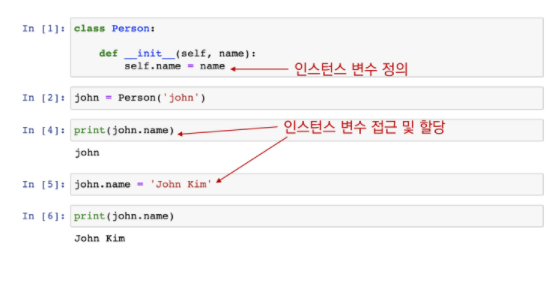 In [1]: class Person:
def __init__(self, name):
self.name = name
인스턴스 변수 정의
In [2]: john = Person('john')
In [4]: print(john.name)
인스턴스 변수 접근 및 할당
john
In [5]: john.name = 'John Kim'
In [6]: print(john.name)
John Kim